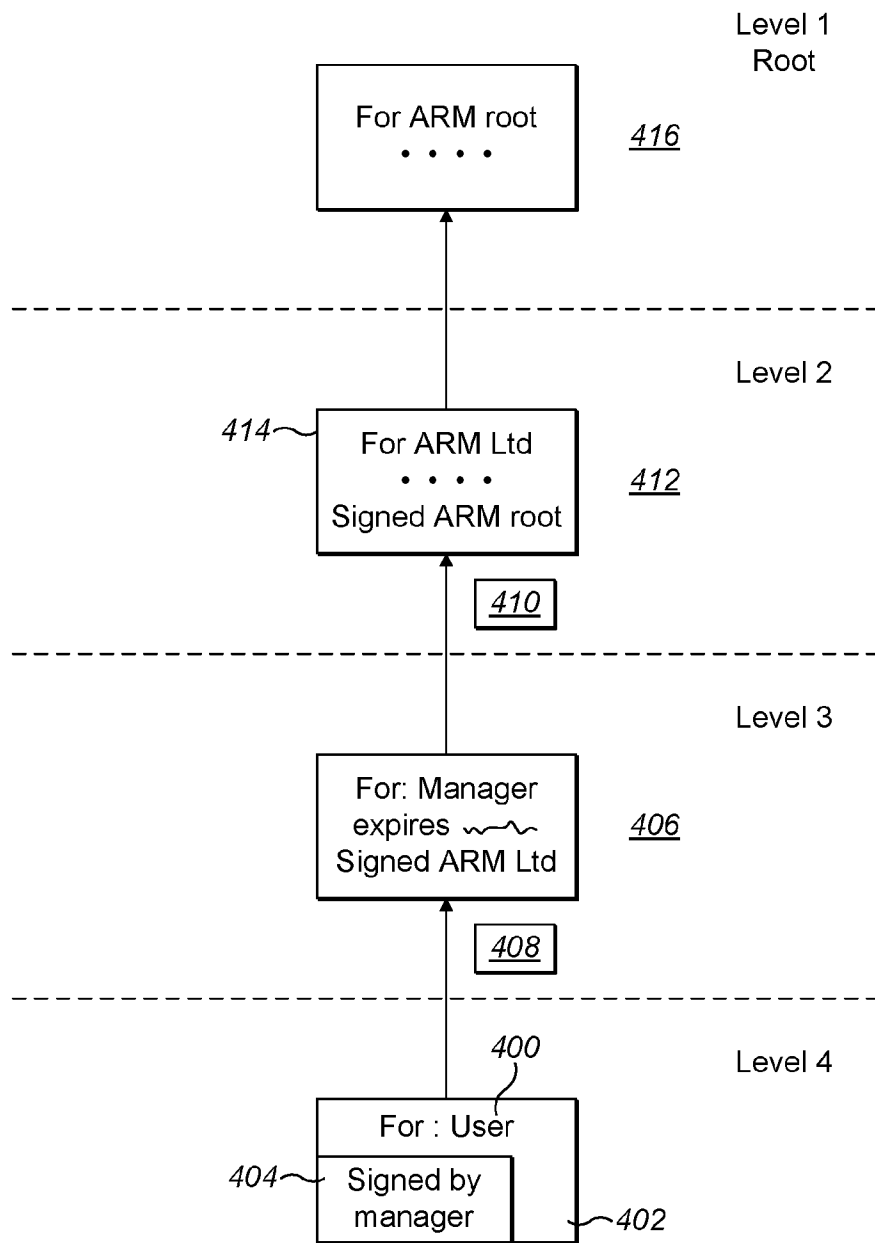 Level 1
Root
For ARM root
• • • •
416
Level 2
414
For ARM Ltd
• • • •
Signed ARM root
412
410
Level 3
For: Manager
expires
Signed ARM Ltd
406
408
Level 4
400
For : User
404
Signed by
manager
402